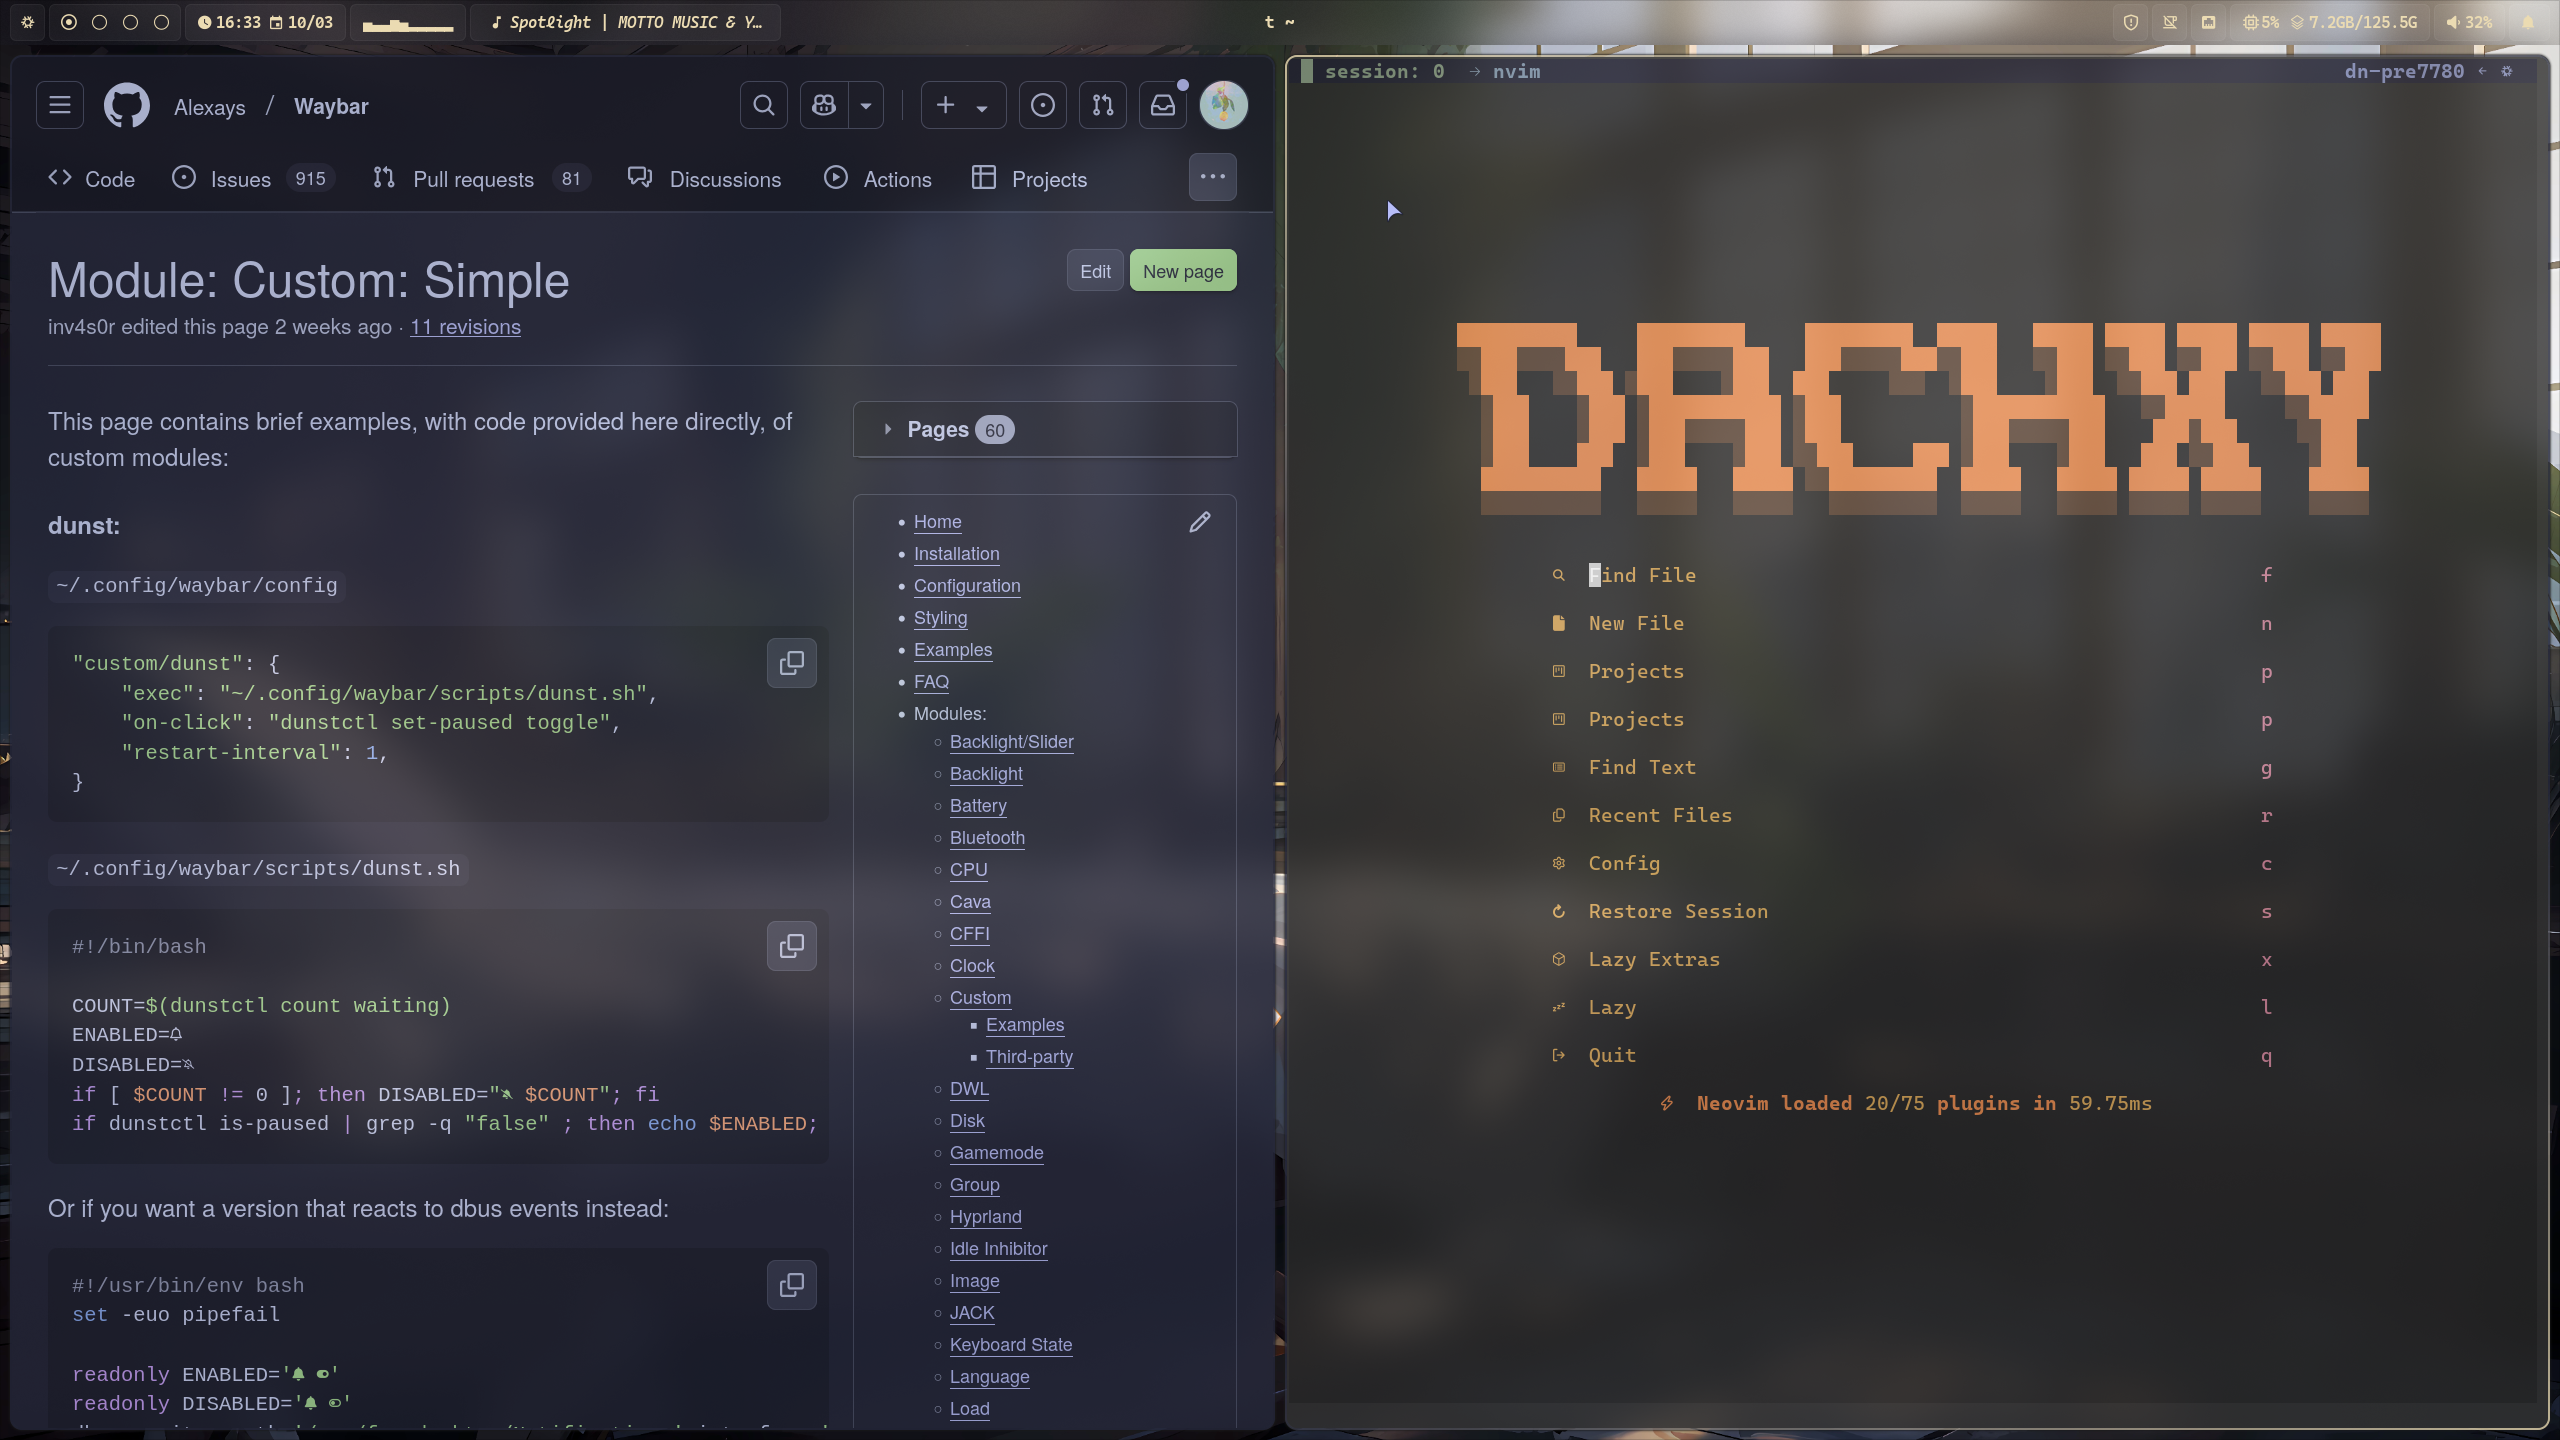 16:33 10/03
Spotlight | MOTTO MUSIC & Y…
t ~
5% 7.2GB/125.5G
32%
Alexays / Waybar
Code
Issues 915
Pull requests 81
Discussions
Actions
Projects
Module: Custom: Simple
Edit
New page
inv4s0r edited this page 2 weeks ago · 11 revisions
This page contains brief examples, with code provided here directly, of
custom modules:
dunst:
~/.config/waybar/config
"custom/dunst": {
"exec": "~/.config/waybar/scripts/dunst.sh",
"on-click": "dunstctl set-paused toggle",
"restart-interval": 1,
}
~/.config/waybar/scripts/dunst.sh
#!/bin/bash
COUNT=$(dunstctl count waiting)
ENABLED=
DISABLED=
if [ $COUNT != 0 ]; then DISABLED=" $COUNT"; fi
if dunstctl is-paused | grep -q "false" ; then echo $ENABLED;
Or if you want a version that reacts to dbus events instead:
#!/usr/bin/env bash
set -euo pipefail
readonly ENABLED=' '
readonly DISABLED=' '
Pages 60
Home
Installation
Configuration
Styling
Examples
FAQ
Modules:
Backlight/Slider
Backlight
Battery
Bluetooth
CPU
Cava
CFFI
Clock
Custom
Examples
Third-party
DWL
Disk
Gamemode
Group
Hyprland
Idle Inhibitor
Image
JACK
Keyboard State
Language
Load
session: 0 → nvim
dn-pre7780 ←
DACHXY
Find File f
New File n
Projects p
Projects p
Find Text g
Recent Files r
Config c
Restore Session s
Lazy Extras x
Lazy l
Quit q
Neovim loaded 20/75 plugins in 59.75ms